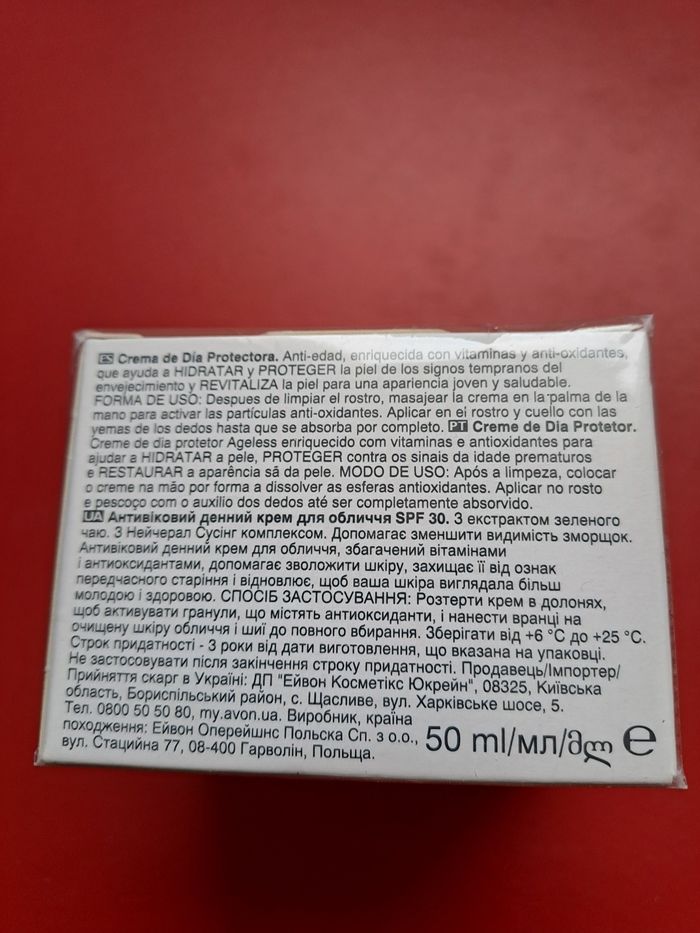 ES Crema de Día Protectora. Anti-edad, enriquecida con vitaminas y anti-oxidantes,
que ayuda a HIDRATAR y PROTEGER la piel de los signos tempranos del
envejecimiento y REVITALIZA la piel para una apariencia joven y saludable.
FORMA DE USO: Despues de limpiar el rostro, masajear la crema en la palma de la
mano para activar las partículas anti-oxidantes. Aplicar en el rostro y cuello con las
yemas de los dedos hasta que se absorba por completo. PT Creme de Dia Protetor.
Creme de dia protetor Ageless enriquecido com vitaminas e antioxidantes para
ajudar a HIDRATAR a pele, PROTEGER contra os sinais da idade prematuros
e RESTAURAR a aparência sã da pele. MODO DE USO: Após a limpeza, colocar
o creme na mão por forma a dissolver as esferas antioxidantes. Aplicar no rosto
e pescoço com o auxílio dos dedos até ser completamente absorvido.
UA Антивіковий денний крем для обличчя SPF 30. З екстрактом зеленого
чаю. З Нейчерал Сусінг комплексом. Допомагає зменшити видимість зморщок.
Антивіковий денний крем для обличчя, збагачений вітамінами
і антиоксидантами, допомагає зволожити шкіру, захищає її від ознак
передчасного старіння і відновлює, щоб ваша шкіра виглядала більш
молодою і здоровою. СПОСІБ ЗАСТОСУВАННЯ: Розтерти крем в долонях,
щоб активувати гранули, що містять антиоксиданти, і нанести вранці на
очищену шкіру обличчя і шиї до повного вбирання. Зберігати від +6 °C до +25 °C.
Строк придатності - 3 роки від дати виготовлення, що вказана на упаковці.
Не застосовувати після закінчення строку придатності. Продавець/Імпортер/
Прийняття скарг в Україні: ДП "Ейвон Косметікс Юкрейн", 08325, Київська
область, Бориспільський район, с. Щасливе, вул. Харківське шосе, 5.
Тел. 0800 50 50 80, my.avon.ua. Виробник, країна
походження: Ейвон Оперейшнс Польска Сп. з о.о.,
вул. Стаційна 77, 08-400 Гарволін, Польща.
50 ml/мл/მლ e